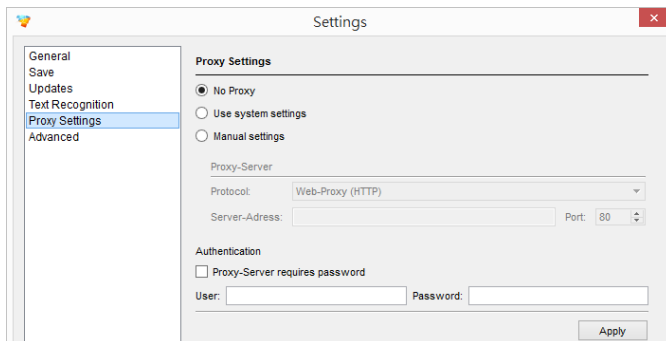 Settings
General
Save
Updates
Text Recognition
Proxy Settings
Advanced
Proxy Settings
No Proxy
Use system settings
Manual settings
Proxy-Server
Protocol: Web-Proxy (HTTP)
Server-Adress: Port: 80
Authentication
Proxy-Server requires password
User: Password:
Apply